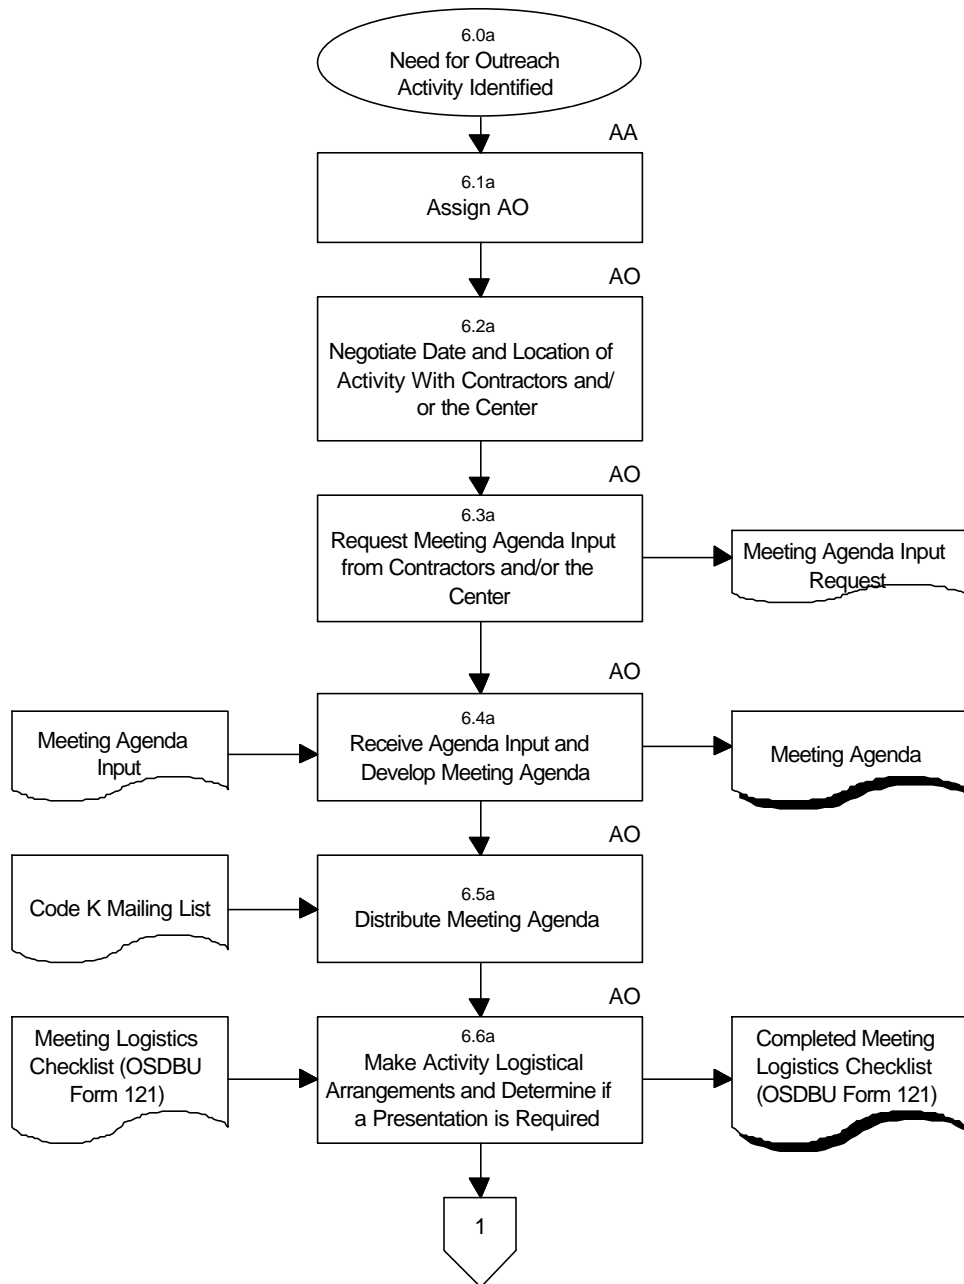 6.0a
Need for Outreach
Activity Identified
AA
6.1a
Assign AO
AO
6.2a
Negotiate Date and Location of
Activity With Contractors and/
or the Center
AO
6.3a
Request Meeting Agenda Input
from Contractors and/or the
Center
Meeting Agenda Input
Request
AO
Meeting Agenda
Input
6.4a
Receive Agenda Input and
Develop Meeting Agenda
Meeting Agenda
AO
Code K Mailing List
6.5a
Distribute Meeting Agenda
AO
Meeting Logistics
Checklist (OSDBU
Form 121)
6.6a
Make Activity Logistical
Arrangements and Determine if
a Presentation is Required
Completed Meeting
Logistics Checklist
(OSDBU Form 121)
1